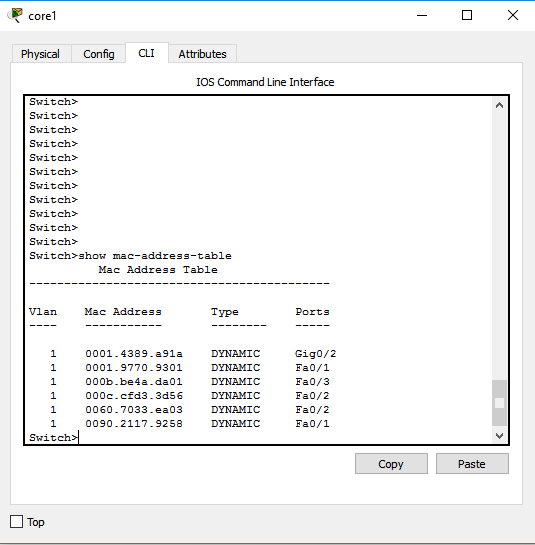 core1
Physical Config CLI Attributes
IOS Command Line Interface
Switch>
Switch>
Switch>
Switch>
Switch>
Switch>
Switch>
Switch>
Switch>
Switch>
Switch>
Switch>show mac-address-table
          Mac Address Table
-------------------------------------------

Vlan    Mac Address       Type        Ports
----    -----------       --------    -----

   1    0001.4389.a91a    DYNAMIC     Gig0/2
   1    0001.9770.9301    DYNAMIC     Fa0/1
   1    000b.be4a.da01    DYNAMIC     Fa0/3
   1    000c.cfd3.3d56    DYNAMIC     Fa0/2
   1    0060.7033.ea03    DYNAMIC     Fa0/2
   1    0090.2117.9258    DYNAMIC     Fa0/1
Switch>
Copy Paste
Top